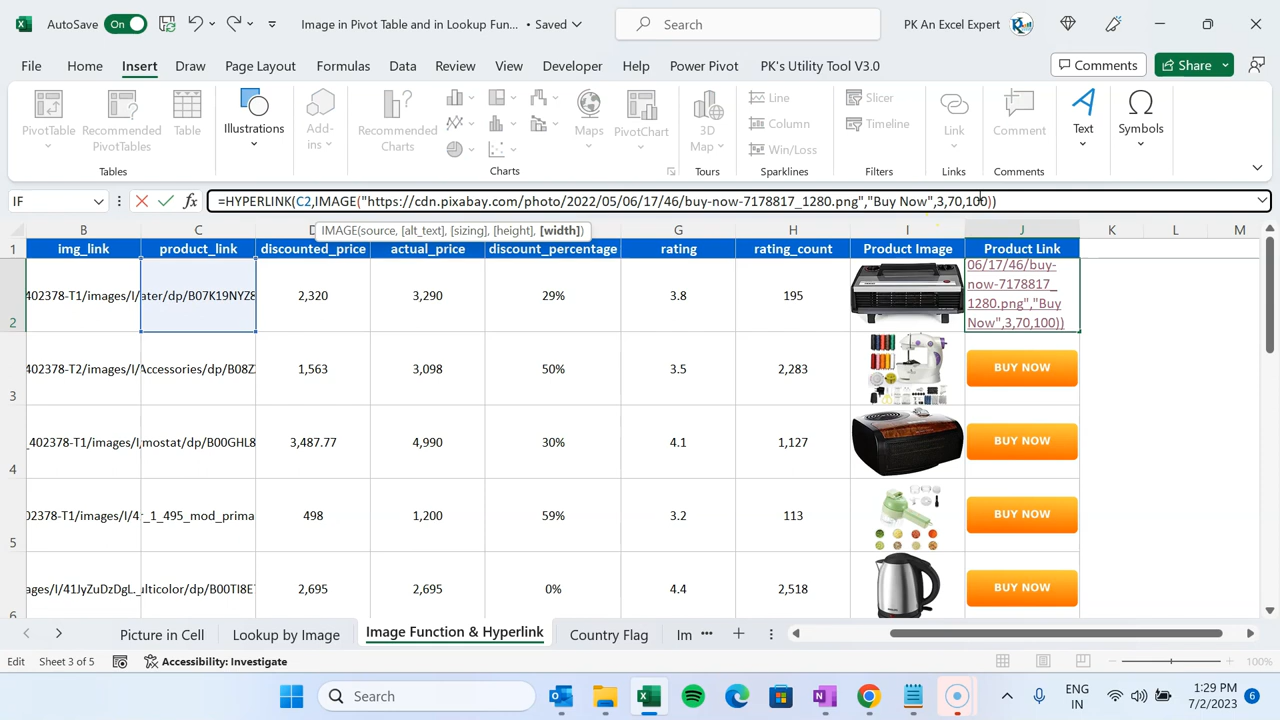 AutoSave On Image in Pivot Table and in Lookup Fun... • Saved Search PK An Excel Expert
File Home Insert Draw Page Layout Formulas Data Review View Developer Help Power Pivot PK's Utility Tool V3.0 Comments Share
PivotTable
Recommended PivotTables
Table
Tables
Illustrations
Add-ins
Recommended Charts
Maps
PivotChart
Charts
3D Map
Tours
Line
Column
Win/Loss
Sparklines
Slicer
Timeline
Filters
Link
Links
Comment
Comments
Text
Symbols
IF =HYPERLINK(C2,IMAGE("https://cdn.pixabay.com/photo/2022/05/06/17/46/buy-now-7178817_1280.png","Buy Now",3,70,100))
IMAGE(source, [alt_text], [sizing], [height], [width])
B C D E F G H I J K L M
1 img_link product_link discounted_price actual_price discount_percentage rating rating_count Product Image Product Link
2 402378-T1/images/I/ ater/dp/B07K19NYZ8 2,320 3,290 29% 3.8 195
06/17/46/buy-
now-7178817_
1280.png","Buy
Now",3,70,100))
3 402378-T2/images/I/ Accessories/dp/B08Z 1,563 3,098 50% 3.5 2,283 BUY NOW
4 _402378-T1/images/I, mostat/dp/B00GHL8 3,487.77 4,990 30% 4.1 1,127 BUY NOW
5 02378-T1/images/I/4 r_1_495_mod_prima 498 1,200 59% 3.2 113 BUY NOW
6 ages/I/41JyZuDzDgL. ulticolor/dp/B00TI8E 2,695 2,695 0% 4.4 2,518 BUY NOW
Picture in Cell Lookup by Image Image Function & Hyperlink Country Flag Im ...
Edit Sheet 3 of 5 Accessibility: Investigate 100%
Search ENG IN 1:29 PM 7/2/2023 6